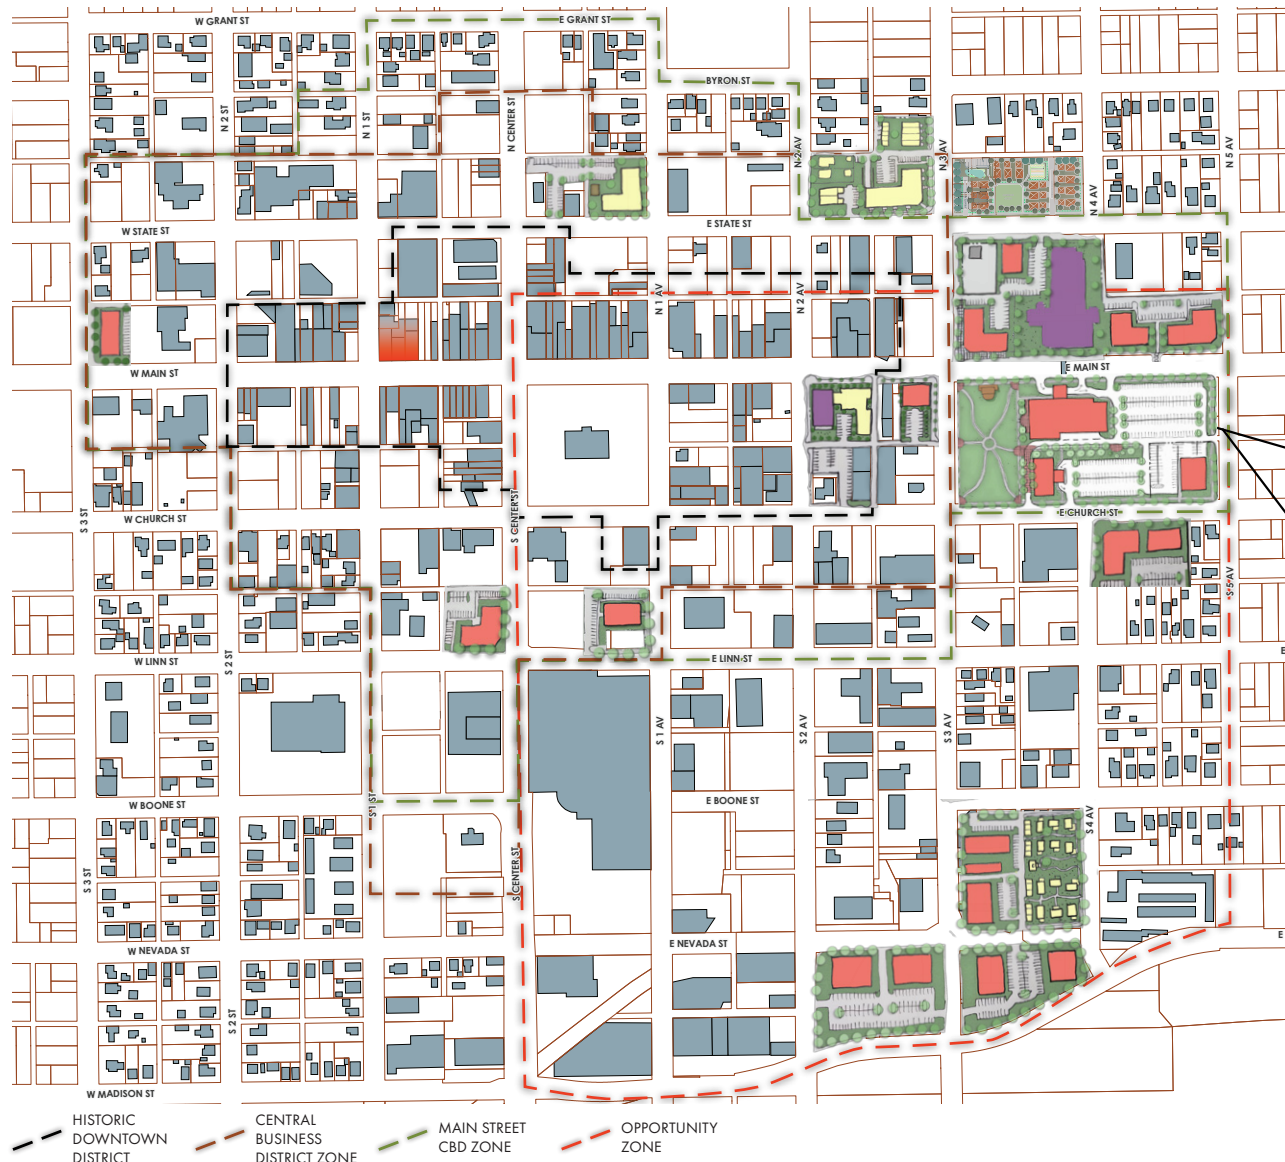 W GRANT ST
E GRANT ST
BYRON ST
N 2 ST
N 1 ST
N CENTER ST
N 2 AV
N 3 AV
N 4 AV
N 5 AV
W STATE ST
E STATE ST
N 1 AV
N 2 AV
W MAIN ST
E MAIN ST
S 3 ST
W CHURCH ST
S CENTER ST
E CHURCH ST
S 5 AV
W LINN ST
S 2 ST
E LINN ST
E
S 1 AV
S 2 AV
S 3 AV
W BOONE ST
S 1 ST
E BOONE ST
S 4 AV
S 3 ST
S CENTER ST
W NEVADA ST
E NEVADA ST
E
S 2 ST
W MADISON ST
HISTORIC
DOWNTOWN
DISTRICT
CENTRAL
BUSINESS
DISTRICT ZONE
MAIN STREET
CBD ZONE
OPPORTUNITY
ZONE